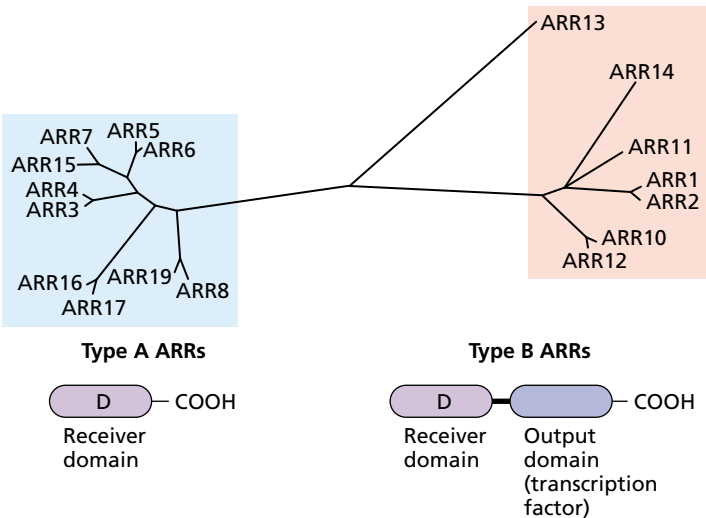 ARR13
ARR14
ARR7
ARR5
ARR6
ARR15
ARR4
ARR3
ARR11
ARR1
ARR2
ARR10
ARR12
ARR16
ARR19
ARR8
ARR17
Type A ARRs
Type B ARRs
D
COOH
D
COOH
Receiver
domain
Receiver
domain
Output
domain
(transcription
factor)